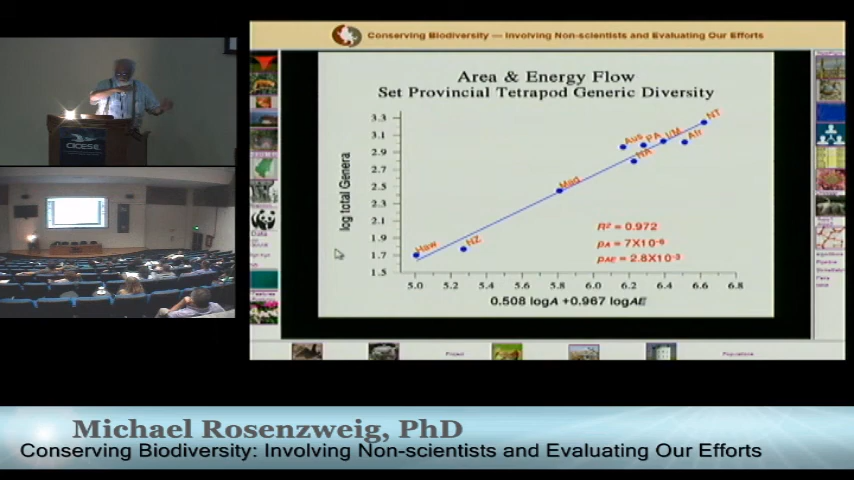 Conserving Biodiversity — Involving Non-scientists and Evaluating Our Efforts
Area & Energy Flow
Set Provincial Tetrapod Generic Diversity
log total Genera
3.3
3.1
2.9
2.7
2.5
2.3
2.1
1.9
1.7
1.5
Haw
NZ
Mad
Aus
PA
I/M
NT
NA
Afr
R² = 0.972
pA = 7X10⁻⁶
pAE = 2.8X10⁻³
5.0 5.2 5.4 5.6 5.8 6.0 6.2 6.4 6.6 6.8
0.508 logA +0.967 logAE
CICESE
WWF
Data
Project
Populations
Michael Rosenzweig, PhD
Conserving Biodiversity: Involving Non-scientists and Evaluating Our Efforts